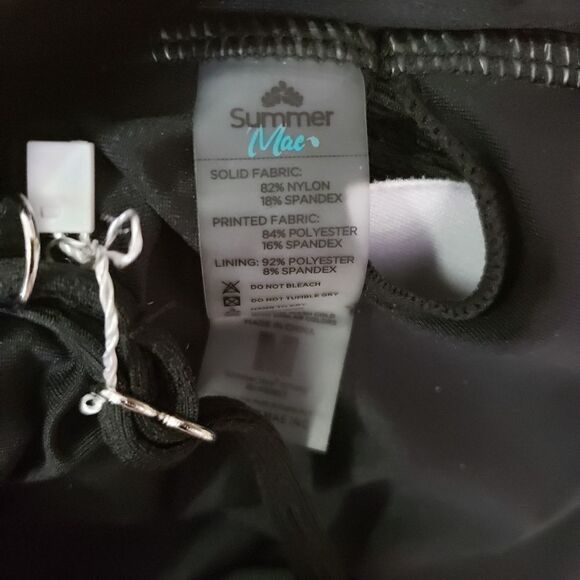 Summer
Mae
SOLID FABRIC:
82% NYLON
18% SPANDEX
PRINTED FABRIC:
84% POLYESTER
16% SPANDEX
LINING: 92% POLYESTER
8% SPANDEX
DO NOT BLEACH
DO NOT TUMBLE DRY
MADE IN CHINA